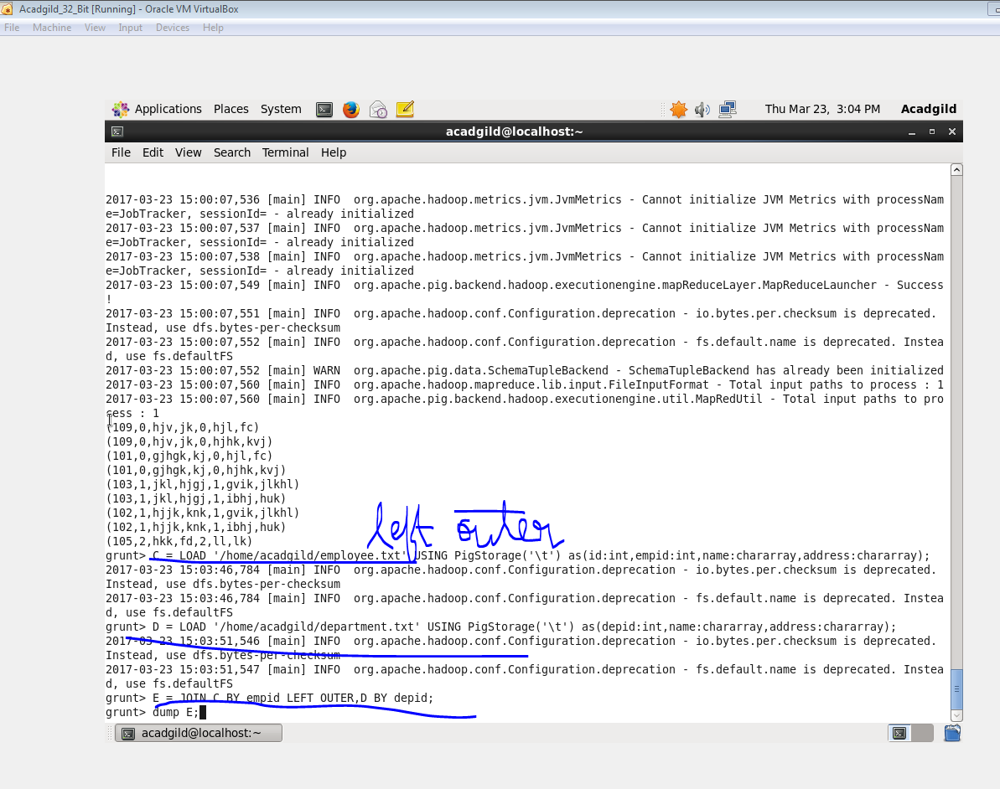 Acadgild_32_Bit [Running] - Oracle VM VirtualBox
File Machine View Input Devices Help
Applications Places System Thu Mar 23, 3:04 PM Acadgild
acadgild@localhost:~
File Edit View Search Terminal Help
2017-03-23 15:00:07,536 [main] INFO  org.apache.hadoop.metrics.jvm.JvmMetrics - Cannot initialize JVM Metrics with processNam
e=JobTracker, sessionId= - already initialized
2017-03-23 15:00:07,537 [main] INFO  org.apache.hadoop.metrics.jvm.JvmMetrics - Cannot initialize JVM Metrics with processNam
e=JobTracker, sessionId= - already initialized
2017-03-23 15:00:07,538 [main] INFO  org.apache.hadoop.metrics.jvm.JvmMetrics - Cannot initialize JVM Metrics with processNam
e=JobTracker, sessionId= - already initialized
2017-03-23 15:00:07,549 [main] INFO  org.apache.pig.backend.hadoop.executionengine.mapReduceLayer.MapReduceLauncher - Success
!
2017-03-23 15:00:07,551 [main] INFO  org.apache.hadoop.conf.Configuration.deprecation - io.bytes.per.checksum is deprecated.
Instead, use dfs.bytes-per-checksum
2017-03-23 15:00:07,552 [main] INFO  org.apache.hadoop.conf.Configuration.deprecation - fs.default.name is deprecated. Instea
d, use fs.defaultFS
2017-03-23 15:00:07,552 [main] WARN  org.apache.pig.data.SchemaTupleBackend - SchemaTupleBackend has already been initialized
2017-03-23 15:00:07,560 [main] INFO  org.apache.hadoop.mapreduce.lib.input.FileInputFormat - Total input paths to process : 1
2017-03-23 15:00:07,560 [main] INFO  org.apache.pig.backend.hadoop.executionengine.util.MapRedUtil - Total input paths to pro
cess : 1
(109,0,hjv,jk,0,hjl,fc)
(109,0,hjv,jk,0,hjhk,kvj)
(101,0,gjhgk,kj,0,hjl,fc)
(101,0,gjhgk,kj,0,hjhk,kvj)
(103,1,jkl,hjgj,1,gvik,jlkhl)
(103,1,jkl,hjgj,1,ibhj,huk)
(102,1,hjjk,knk,1,gvik,jlkhl)
(102,1,hjjk,knk,1,ibhj,huk)
left outer
(105,2,hkk,fd,2,ll,lk)
grunt> C = LOAD '/home/acadgild/employee.txt' USING PigStorage('\t') as(id:int,empid:int,name:chararray,address:chararray);
2017-03-23 15:03:46,784 [main] INFO  org.apache.hadoop.conf.Configuration.deprecation - io.bytes.per.checksum is deprecated.
Instead, use dfs.bytes-per-checksum
2017-03-23 15:03:46,784 [main] INFO  org.apache.hadoop.conf.Configuration.deprecation - fs.default.name is deprecated. Instea
d, use fs.defaultFS
grunt> D = LOAD '/home/acadgild/department.txt' USING PigStorage('\t') as(depid:int,name:chararray,address:chararray);
2017-03-23 15:03:51,546 [main] INFO  org.apache.hadoop.conf.Configuration.deprecation - io.bytes.per.checksum is deprecated.
Instead, use dfs.bytes-per-checksum
2017-03-23 15:03:51,547 [main] INFO  org.apache.hadoop.conf.Configuration.deprecation - fs.default.name is deprecated. Instea
d, use fs.defaultFS
grunt> E = JOIN C BY empid LEFT OUTER,D BY depid;
grunt> dump E;
acadgild@localhost:~